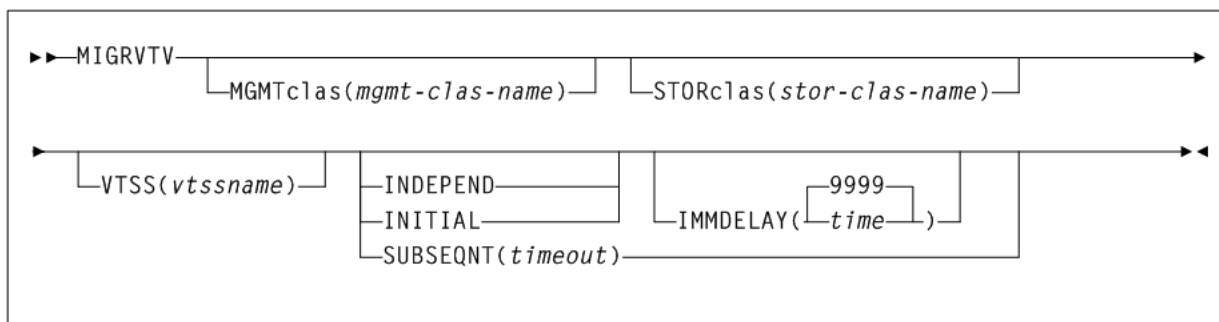 MIGRVTV
MGMTclas(mgmt-clas-name) STORclas(stor-clas-name)
VTSS(vtssname) INDEPEND 9999
INITIAL IMMDELAY( time )
SUBSEQNT(timeout)